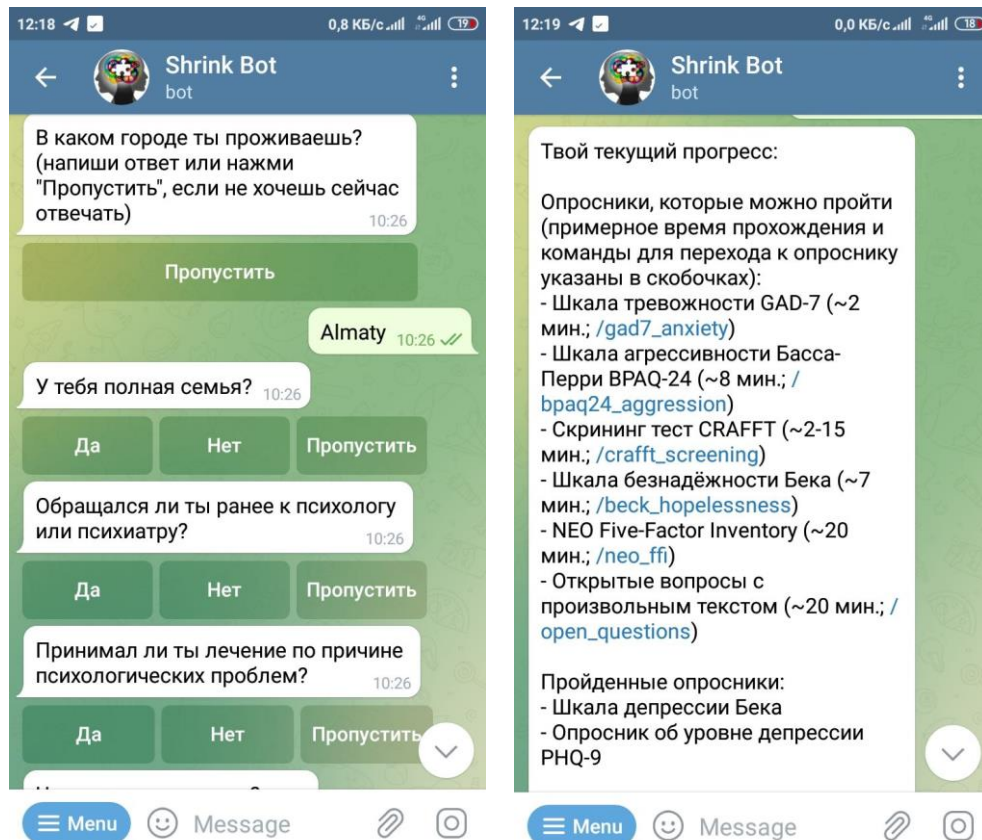 12:18
0,8 КБ/с 4G 19
Shrink Bot
bot
В каком городе ты проживаешь?
(напиши ответ или нажми
"Пропустить", если не хочешь сейчас
отвечать)
10:26
Пропустить
Almaty 10:26
У тебя полная семья? 10:26
Да Нет Пропустить
Обращался ли ты ранее к психологу
или психиатру?
10:26
Да Нет Пропустить
Принимал ли ты лечение по причине
психологических проблем?
10:26
Да Нет Пропустить
Menu Message
12:19
0,0 КБ/с 4G 18
Shrink Bot
bot
Твой текущий прогресс:
Опросники, которые можно пройти
(примерное время прохождения и
команды для перехода к опроснику
указаны в скобочках):
- Шкала тревожности GAD-7 (~2
мин.; /gad7_anxiety)
- Шкала агрессивности Басса-
Перри BPAQ-24 (~8 мин.; /
bpaq24_aggression)
- Скрининг тест CRAFFT (~2-15
мин.; /crafft_screening)
- Шкала безнадёжности Бека (~7
мин.; /beck_hopelessness)
- NEO Five-Factor Inventory (~20
мин.; /neo_ffi)
- Открытые вопросы с
произвольным текстом (~20 мин.; /
open_questions)
Пройденные опросники:
- Шкала депрессии Бека
- Опросник об уровне депрессии
PHQ-9
Menu Message